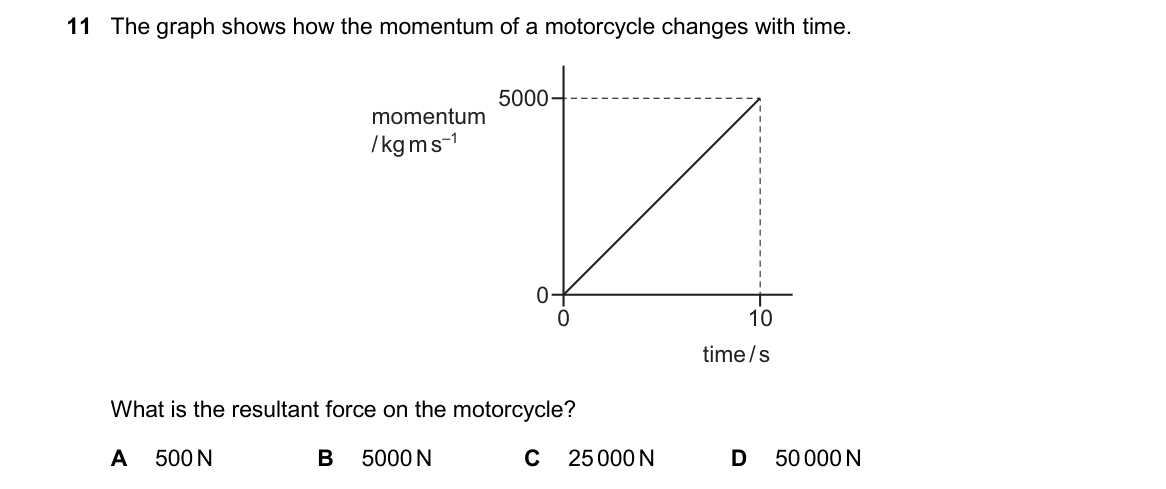 11 The graph shows how the momentum of a motorcycle changes with time.
5000
momentum
/ kg m s⁻¹
0
0 10
time / s
What is the resultant force on the motorcycle?
A 500 N B 5000 N C 25 000 N D 50 000 N